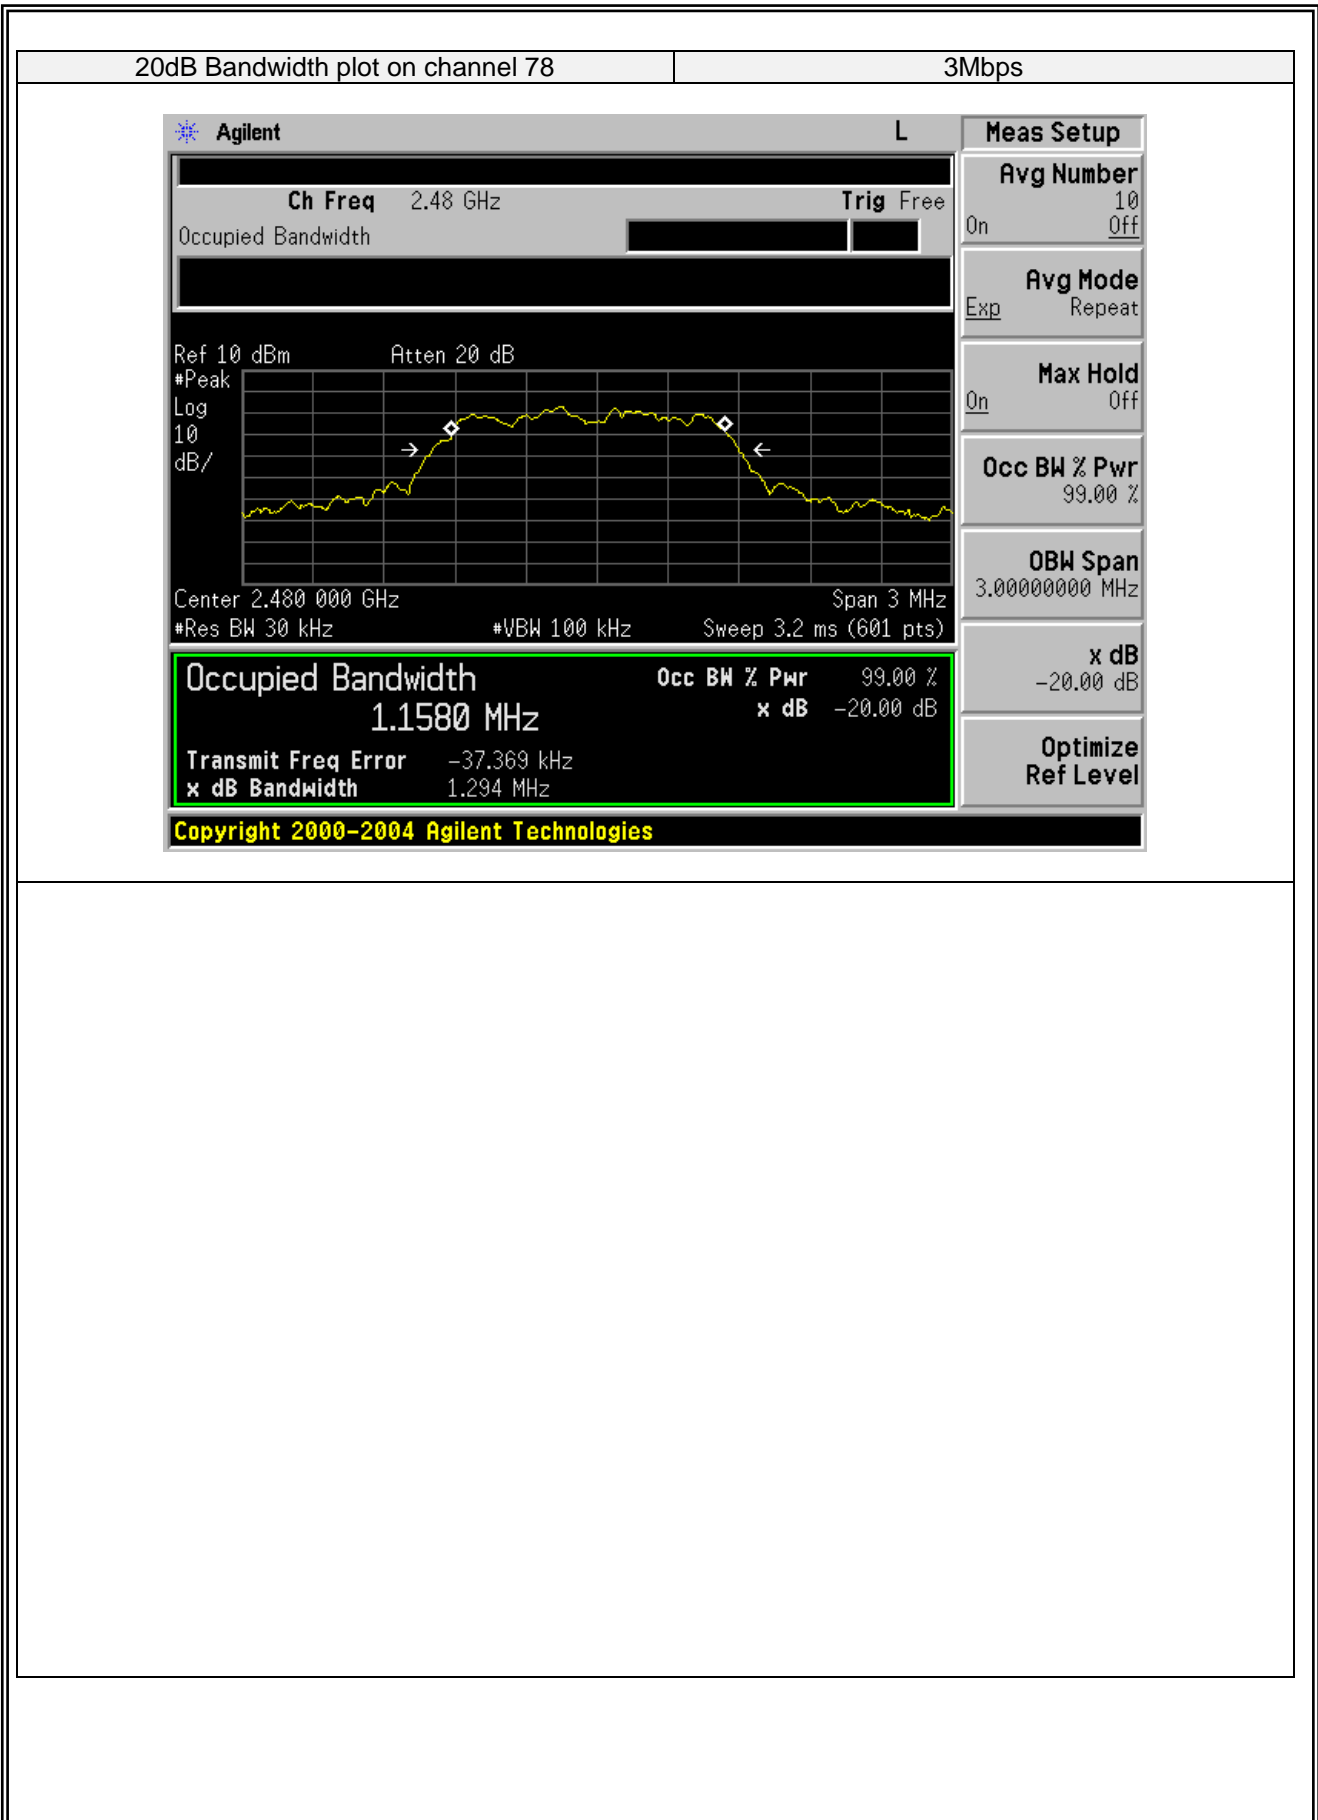 20dB Bandwidth plot on channel 78 3Mbps
Agilent L Meas Setup
Ch Freq 2.48 GHz Trig Free
Occupied Bandwidth
Avg Number
10
On Off
Avg Mode
Exp Repeat
Max Hold
On Off
Occ BW % Pwr
99.00 %
OBW Span
3.00000000 MHz
x dB
-20.00 dB
Optimize
Ref Level
Ref 10 dBm Atten 20 dB
#Peak
Log
10
dB/
Center 2.480 000 GHz Span 3 MHz
#Res BW 30 kHz #VBW 100 kHz Sweep 3.2 ms (601 pts)
Occupied Bandwidth
1.1580 MHz
Occ BW % Pwr 99.00 %
x dB -20.00 dB
Transmit Freq Error -37.369 kHz
x dB Bandwidth 1.294 MHz
Copyright 2000-2004 Agilent Technologies